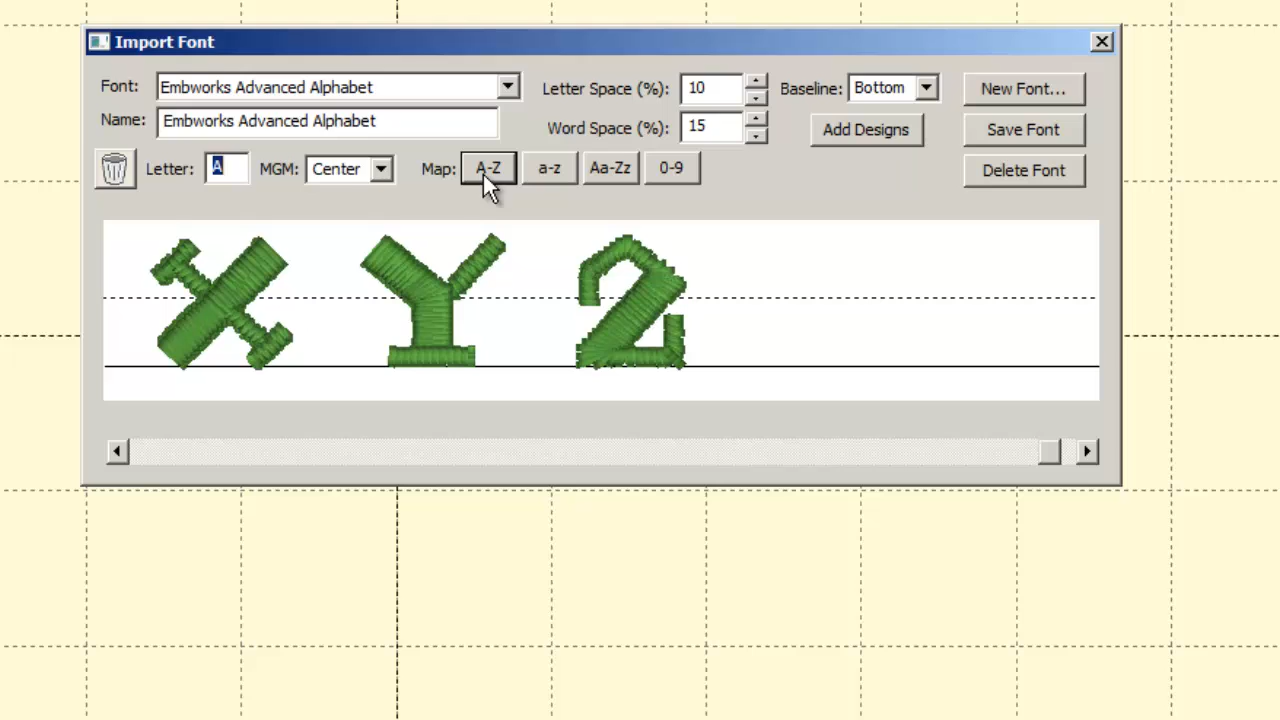 Import Font
Font: Embworks Advanced Alphabet Letter Space (%): 10 Baseline: Bottom New Font...
Name: Embworks Advanced Alphabet Word Space (%): 15 Add Designs Save Font
Letter: A MGM: Center Map: A-Z a-z Aa-Zz 0-9 Delete Font
X Y Z